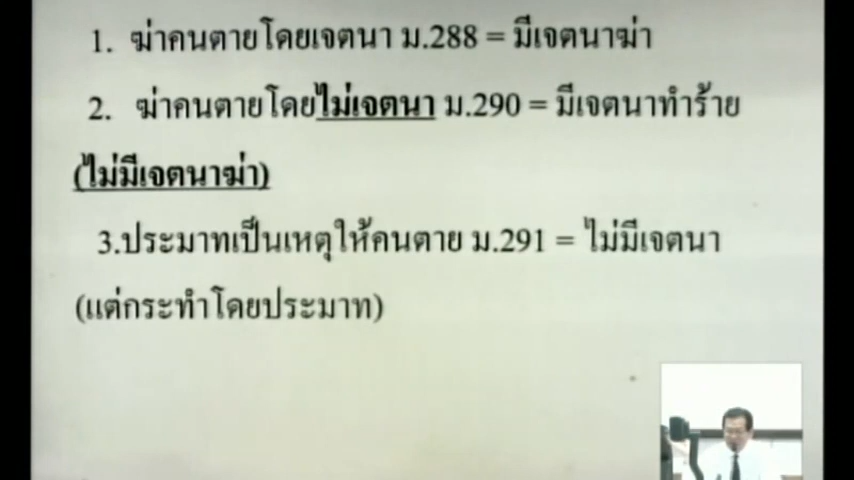 1. ฆ่าคนตายโดยเจตนา ม.288 = มีเจตนาฆ่า
2. ฆ่าคนตายโดยไม่เจตนา ม.290 = มีเจตนาทำร้าย
(ไม่มีเจตนาฆ่า)
3.ประมาทเป็นเหตุให้คนตาย ม.291 = ไม่มีเจตนา
(แต่กระทำโดยประมาท)